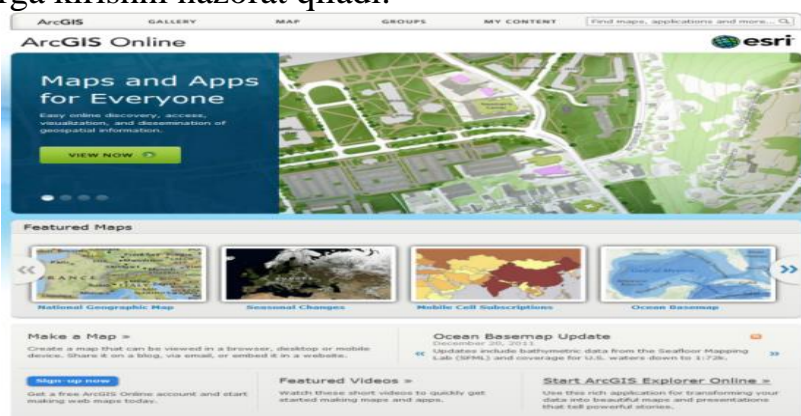 rga kirishni nazorat qiladi.
ArcGIS GALLERY MAP GROUPS MY CONTENT Find maps, applications and more...
ArcGIS Online
esri
Maps and Apps
for Everyone
Easy online discovery, access,
visualization, and dissemination of
geospatial information.
VIEW NOW
Featured Maps
FRANCE
Gulf of Mexico
National Geographic Map Seasonal Changes Mobile Cell Subscriptions Ocean Basemap
Make a Map »
Create a map that can be viewed in a browser, desktop or mobile
device. Share it on a blog, via email, or embed it in a website.
Ocean Basemap Update
December 20, 2011
Updates include bathymetric data from the Seafloor Mapping
Lab (SFML) and coverage for U.S. waters down to 1:72k.
Sign up now
Get a free ArcGIS Online account and start
making web maps today.
Featured Videos »
Watch these short videos to quickly get
started making maps and apps.
Start ArcGIS Explorer Online »
Use this rich application for transforming your
data into beautiful maps and presentations
that tell powerful stories.